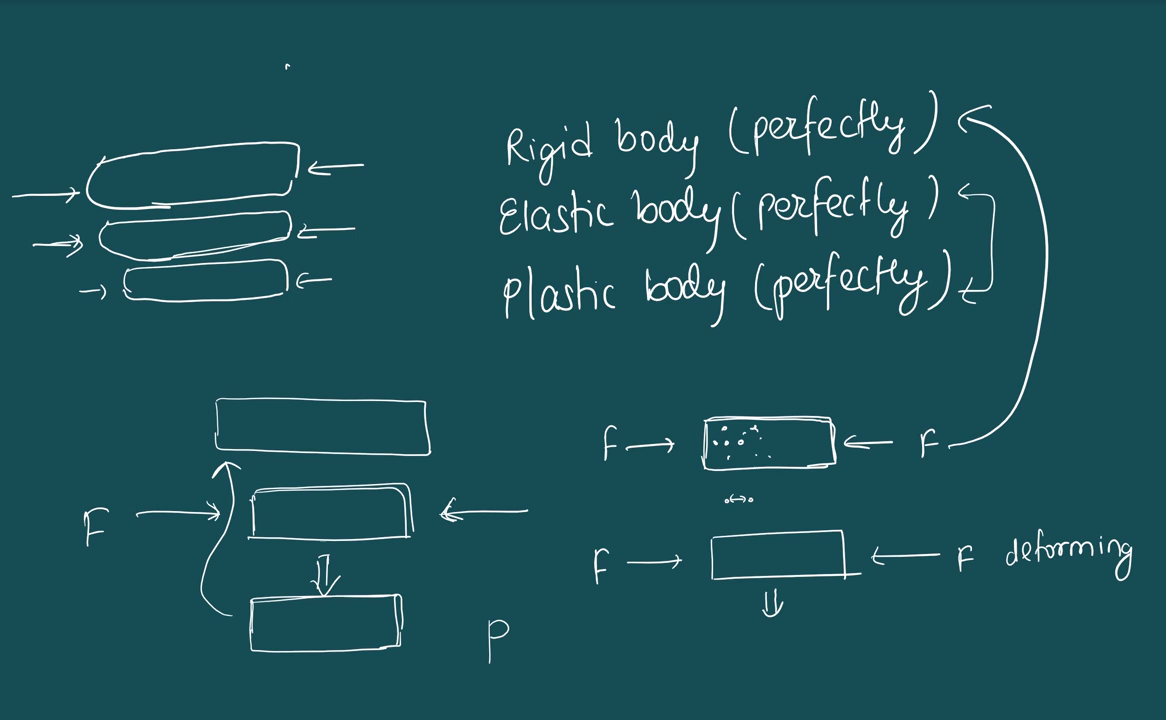 Rigid body (perfectly)
Elastic body (perfectly)
Plastic body (perfectly)
F F
F
F F deforming
P